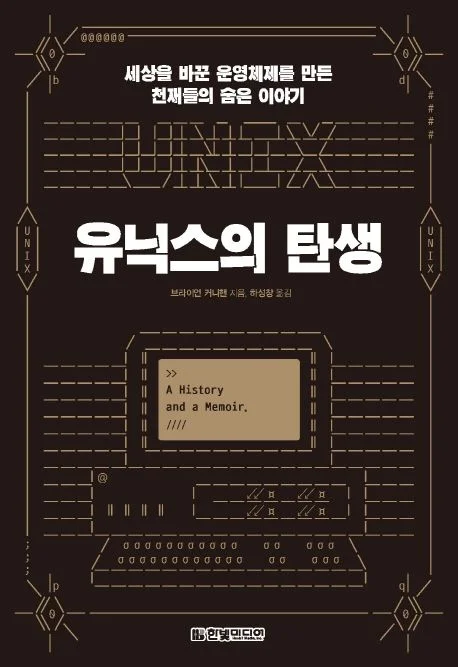 세상을 바꾼 운영체제를 만든
천재들의 숨은 이야기
UNIX
유닉스의 탄생
UNIX
UNIX
브라이언 커니핸 지음, 하성창 옮김
>>
A History
and a Memoir.
////
한빛미디어